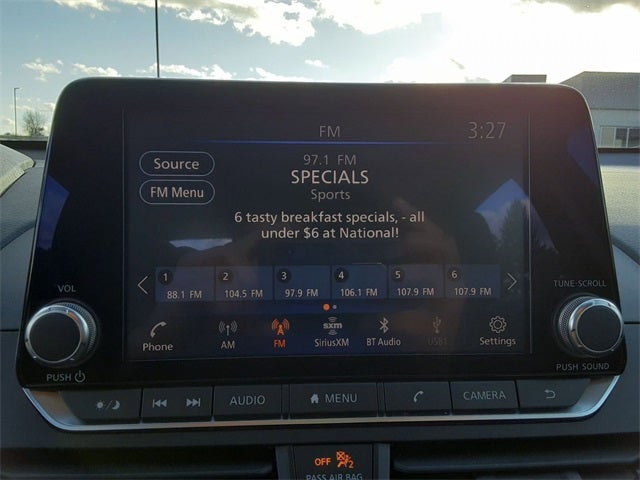 FM 3:27
Source
FM Menu
97.1 FM
SPECIALS
Sports
6 tasty breakfast specials, - all
under $6 at National!
1 2 3 4 5 6
88.1 FM 104.5 FM 97.9 FM 106.1 FM 107.9 FM 107.9 FM
VOL
TUNE·SCROLL
sxm
Phone AM FM SiriusXM BT Audio USB1 Settings
PUSH
PUSH SOUND
AUDIO MENU CAMERA
OFF 2
PASS AIR BAG